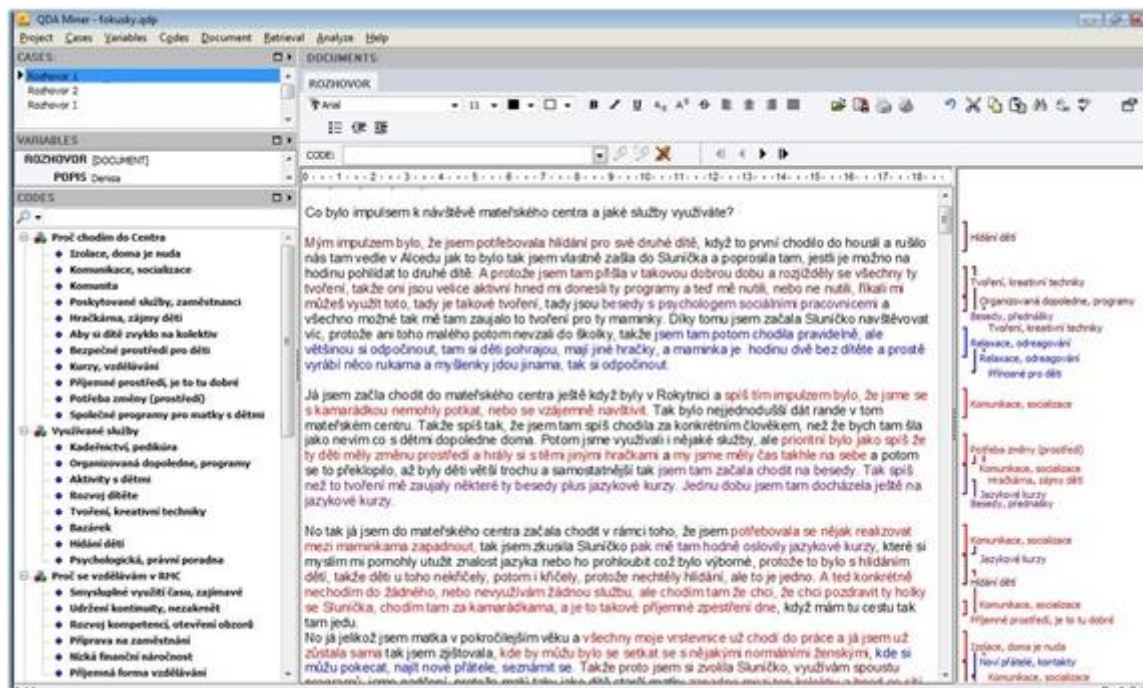 QDA Miner - fokusky.qdp
Project Cases Variables Codes Document Retrieval Analyze Help
CASES
Rozhovor 1
Rozhovor 2
Rozhovor 1
VARIABLES
ROZHOVOR [DOCUMENT]
POPIS Denisa
CODES
Proč chodím do Centra
Izolace, doma je nuda
Komunikace, socializace
Komunita
Poskytované služby, zaměstnanci
Hračkárna, zájmy dětí
Aby si dítě zvyklo na kolektiv
Bezpečné prostředí pro děti
Kurzy, vzdělávání
Příjemné prostředí, je to tu dobré
Potřeba změny (prostředí)
Společné programy pro matky s dětmi
Využívané služby
Kadeřnictví, pedikúra
Organizovaná dopoledne, programy
Aktivity s dětmi
Rozvoj dítěte
Tvoření, kreativní techniky
Bazárek
Hlídání dětí
Psychologická, právní poradna
Proč se vzdělávám v RMC
Smysluplné využití času, zajímavé
Udržení kontinuity, nezakrnět
Rozvoj kompetencí, otevření obzorů
Příprava na zaměstnání
Nízká finanční náročnost
Příjemná forma vzdělávání
DOCUMENTS
ROZHOVOR
Arial 11
CODE:
0 1 2 3 4 5 6 7 8 9 10 11 12 13 14 15 16 17 18
Co bylo impulsem k návštěvě mateřského centra a jaké služby využíváte?
Mým impulzem bylo, že jsem potřebovala hlídání pro své druhé dítě, když to první chodilo do houslí a rušilo
nás tam vedle v Alcedu jak to bylo tak jsem vlastně zašla do Sluníčka a poprosila tam, jestli je možno na
hodinu pohlídat to druhé dítě. A protože jsem tam přišla v takovou dobrou dobu a rozjížděly se všechny ty
tvoření, takže oni jsou velice aktivní hned mi donesli ty programy a teď mě nutili, nebo ne nutili, říkali mi
můžeš využít toto, tady je takové tvoření, tady jsou besedy s psychologem sociálními pracovnicemi a
všechno možné tak mě tam zaujalo to tvoření pro ty maminky. Díky tomu jsem začala Sluníčko navštěvovat
víc, protože ani toho malého potom nevzali do školky, takže jsem tam potom chodila pravidelně, ale
většinou si odpočinout, tam si děti pohrajou, mají jiné hračky, a maminka je hodinu dvě bez dítěte a prostě
vyrábí něco rukama a myšlenky jdou jinama, tak si odpočinout.
Já jsem začla chodit do mateřského centra ještě když byly v Rokytnici a spíš tím impulzem bylo, že jsme se
s kamarádkou nemohly potkat, nebo se vzájemně navštívit. Tak bylo nejjednodušší dát rande v tom
mateřském centru. Takže spíš tak, že jsem tam spíš chodila za konkrétním člověkem, než že bych tam šla
jako nevím co s dětmi dopoledne doma. Potom jsme využívali i nějaké služby, ale prioritní bylo jako spíš že
ty děti měly změnu prostředí a hrály si s těmi jinými hračkami a my jsme měly čas takhle na sebe a potom
se to překlopilo, až byly děti větší trochu a samostatnější tak jsem tam začala chodit na besedy. Tak spíš
než to tvoření mě zaujaly některé ty besedy plus jazykové kurzy. Jednu dobu jsem tam docházela ještě na
jazykové kurzy.
No tak já jsem do mateřského centra začala chodit v rámci toho, že jsem potřebovala se nějak realizovat
mezi maminkama zapadnout, tak jsem zkusila Sluníčko pak mě tam hodně oslovily jazykové kurzy, které si
myslím mi pomohly utužit znalost jazyka nebo ho prohloubit což bylo výborné, protože to bylo s hlídáním
dětí, takže děti u toho nekřičely, potom i křičely, protože nechtěly hlídání, ale to je jedno. A teď konkrétně
nechodím do žádného, nebo nevyužívám žádnou službu, ale chodím tam že chci, že chci pozdravit ty holky
se Sluníčka, chodím tam za kamarádkama, a je to takové příjemné zpestření dne, když mám tu cestu tak
tam jedu.
No já jelikož jsem matka v pokročilejším věku a všechny moje vrstevnice už chodí do práce a já jsem už
zůstala sama tak jsem zjišťovala, kde by můžu bylo se setkat se s nějakými normálními ženskými, kde si
můžu pokecat, najít nové přátele, seznámit se. Takže proto jsem si zvolila Sluníčko, využívám spoustu
Hlídání dětí
Tvoření, kreativní techniky
Organizovaná dopoledne, programy
Besedy, přednášky
Tvoření, kreativní techniky
Relaxace, odreagování
Relaxace, odreagování
Přínosné pro děti
Komunikace, socializace
Potřeba změny (prostředí)
Komunikace, socializace
Hračkárna, zájmy dětí
Jazykové kurzy
Besedy, přednášky
Komunikace, socializace
Jazykové kurzy
Hlídání dětí
Komunikace, socializace
Příjemné prostředí, je to tu dobré
Izolace, doma je nuda
Noví přátelé, kontakty
Komunikace, socializace